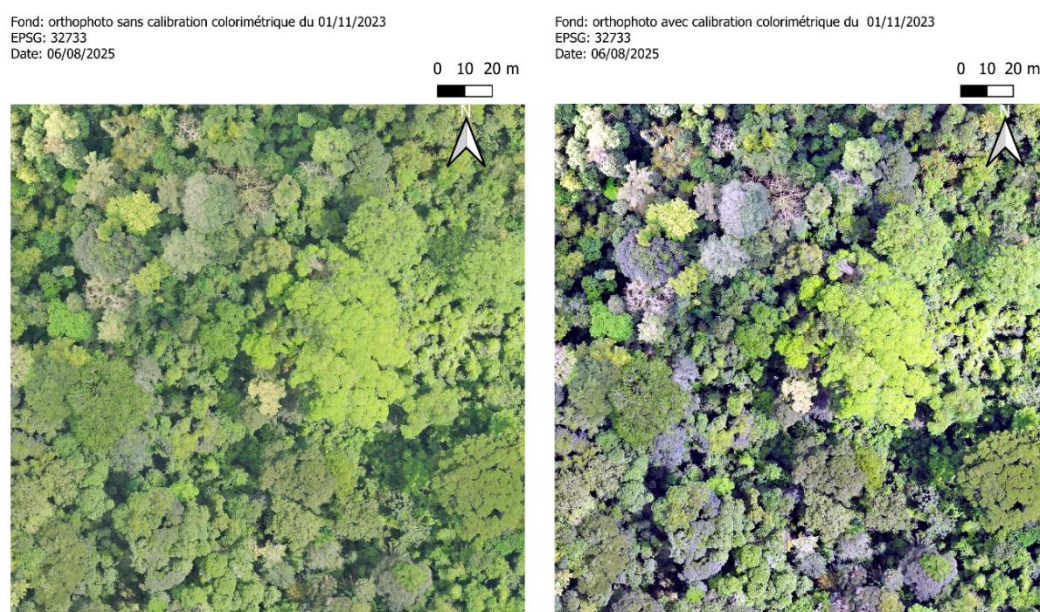 Fond: orthophoto sans calibration colorimétrique du 01/11/2023
EPSG: 32733
Date: 06/08/2025
0 10 20 m
Fond: orthophoto avec calibration colorimétrique du 01/11/2023
EPSG: 32733
Date: 06/08/2025
0 10 20 m